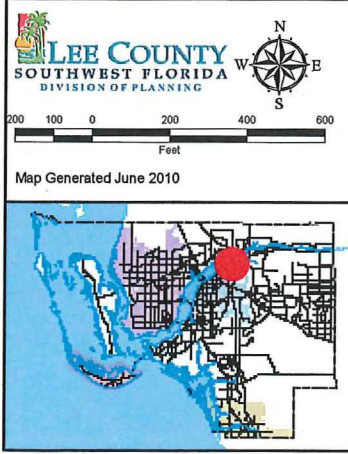 LEE COUNTY
SOUTHWEST FLORIDA
DIVISION OF PLANNING
N
W E
S
200 100 0 200 400 600
Feet
Map Generated June 2010